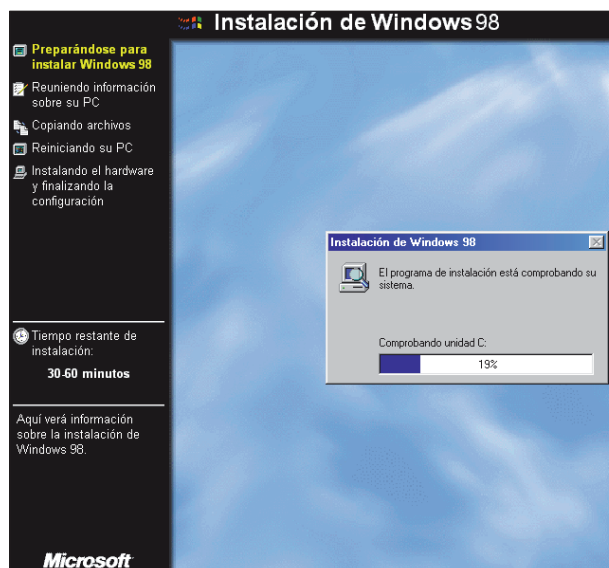 Instalación de Windows 98
Preparándose para
instalar Windows 98
Reuniendo información
sobre su PC
Copiando archivos
Reiniciando su PC
Instalando el hardware
y finalizando la
configuración
Instalación de Windows 98
El programa de instalación está comprobando su
sistema.
Comprobando unidad C:
19%
Tiempo restante de
instalación:
30-60 minutos
Aquí verá información
sobre la instalación de
Windows 98.
Microsoft